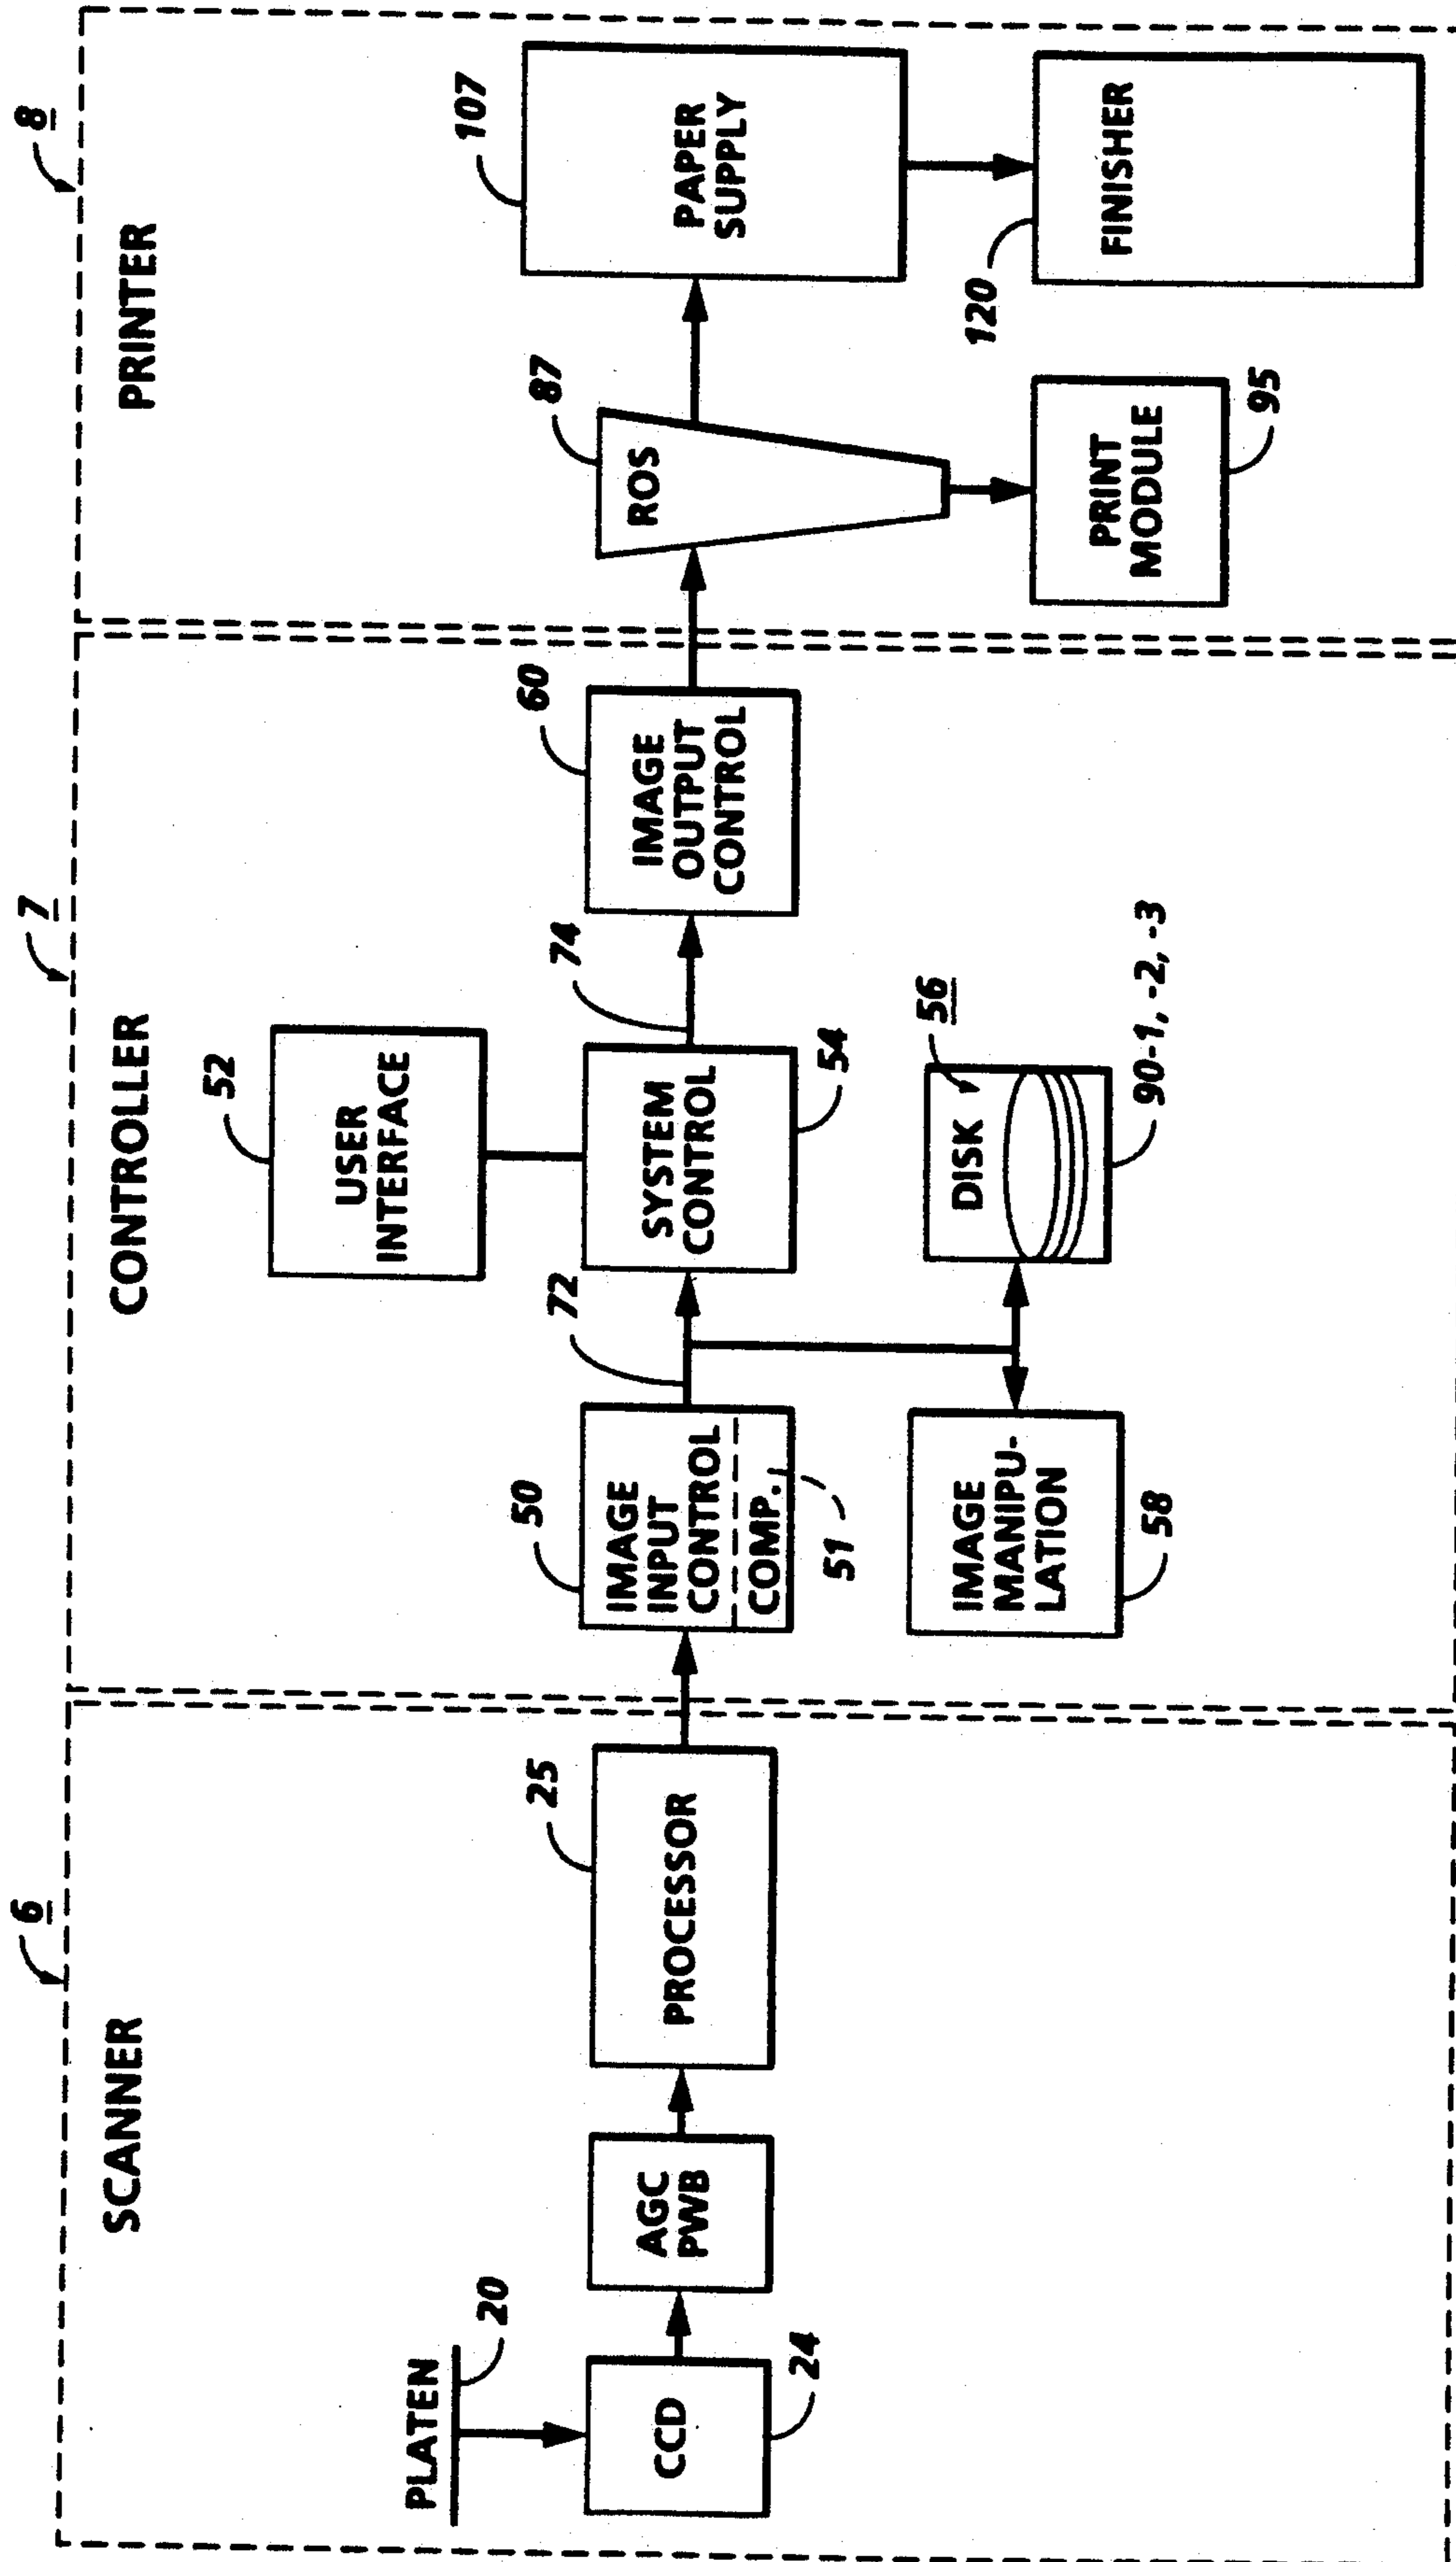 6
SCANNER
PLATEN
20
CCD
24
AGC
PWB
PROCESSOR
25
7
CONTROLLER
IMAGE
INPUT
CONTROL
COMP.
50
51
72
USER
INTERFACE
52
SYSTEM
CONTROL
54
74
IMAGE
OUTPUT
CONTROL
60
IMAGE
MANIPU-
LATION
58
DISK
56
90-1, -2, -3
8
PRINTER
ROS
87
PRINT
MODULE
95
PAPER
SUPPLY
107
FINISHER
120